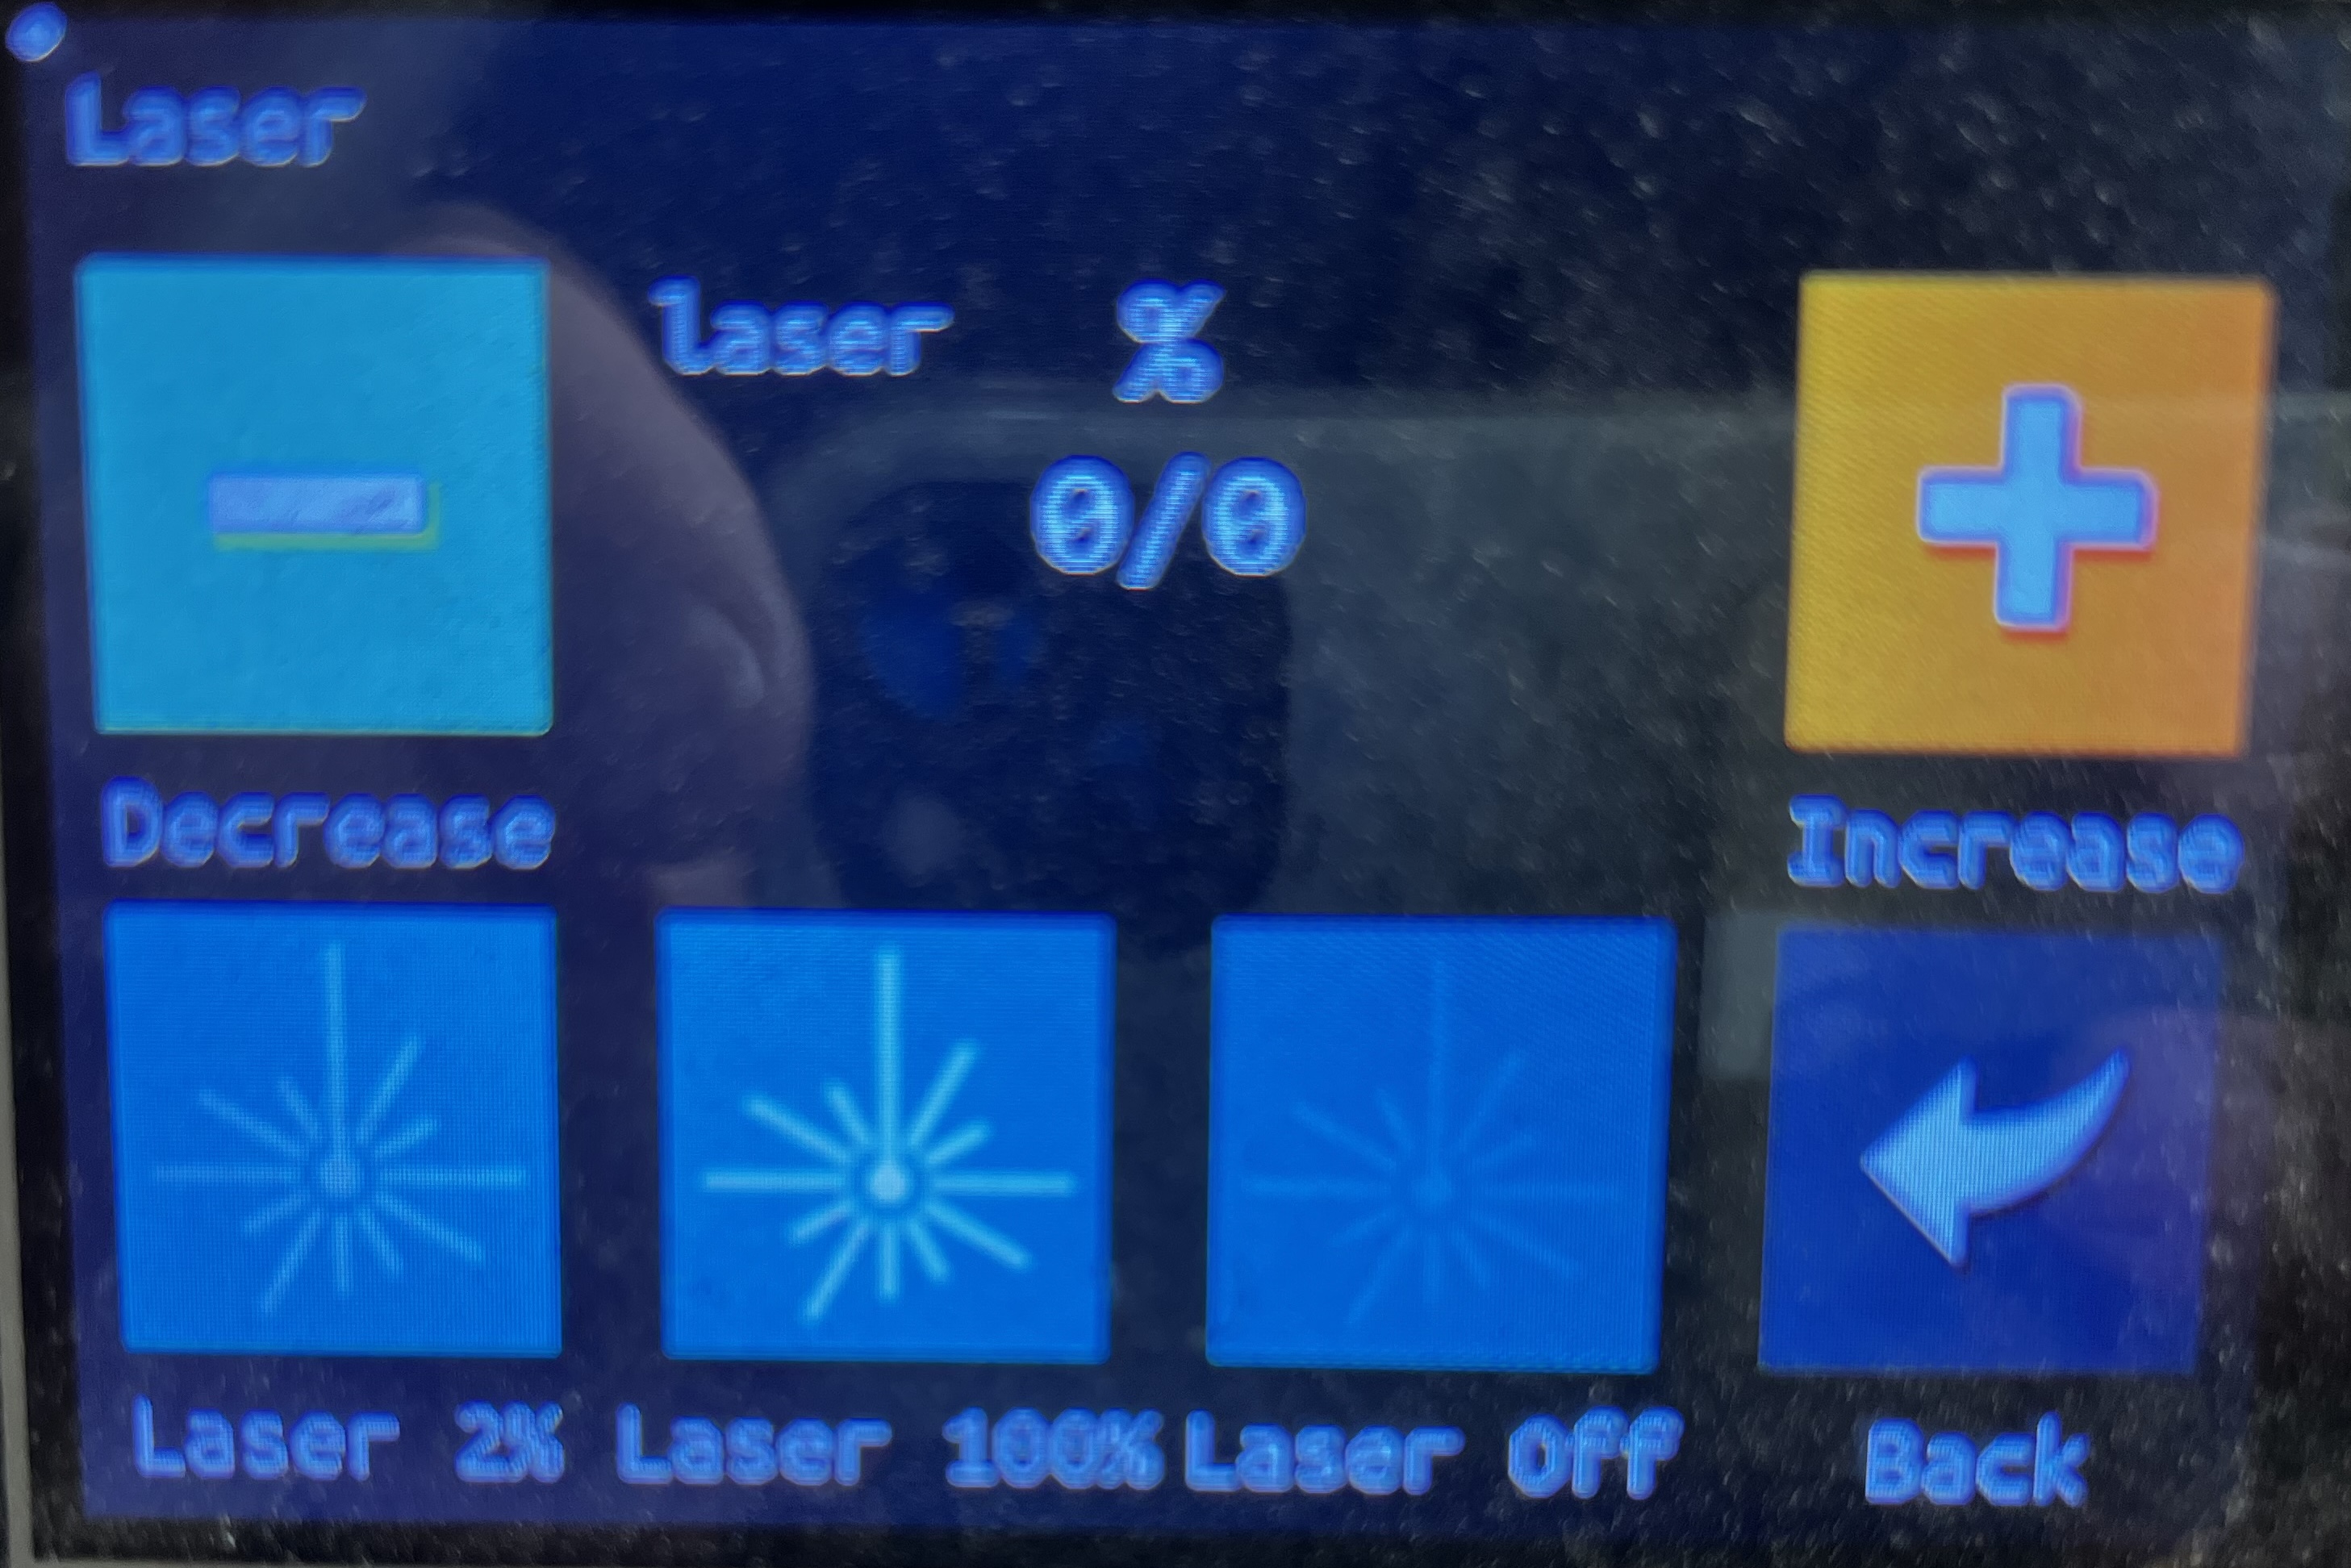 Laser
laser %
0/0
Decrease Increase
Laser 2% Laser 100% Laser Off Back